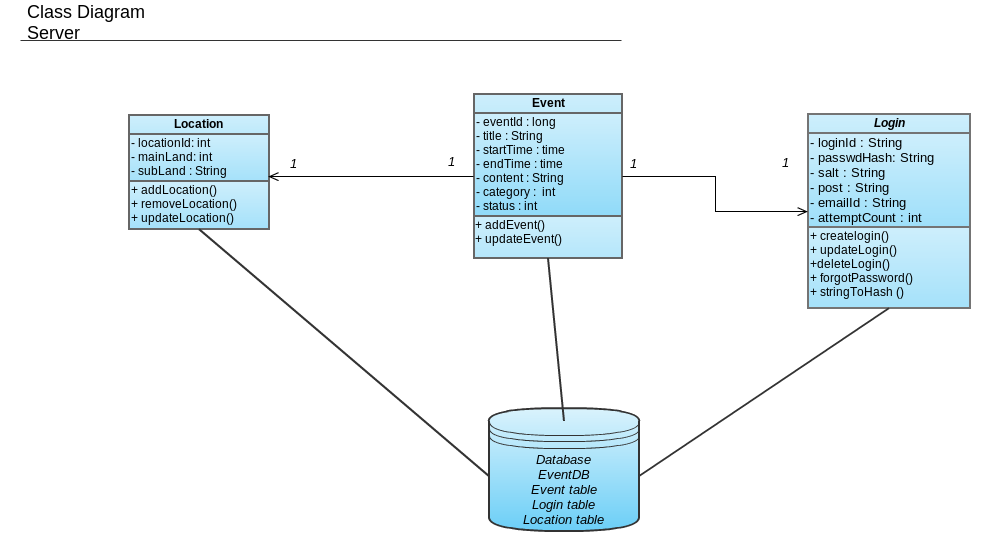 Class Diagram
Server
Location
- locationId: int
- mainLand: int
- subLand : String
+ addLocation()
+ removeLocation()
+ updateLocation()
1
1
Event
- eventId : long
- title : String
- startTime : time
- endTime : time
- content : String
- category : int
- status : int
+ addEvent()
+ updateEvent()
1
1
Login
- loginId : String
- passwdHash: String
- salt : String
- post : String
- emailId : String
- attemptCount : int
+ createlogin()
+ updateLogin()
+deleteLogin()
+ forgotPassword()
+ stringToHash ()
Database
EventDB
Event table
Login table
Location table